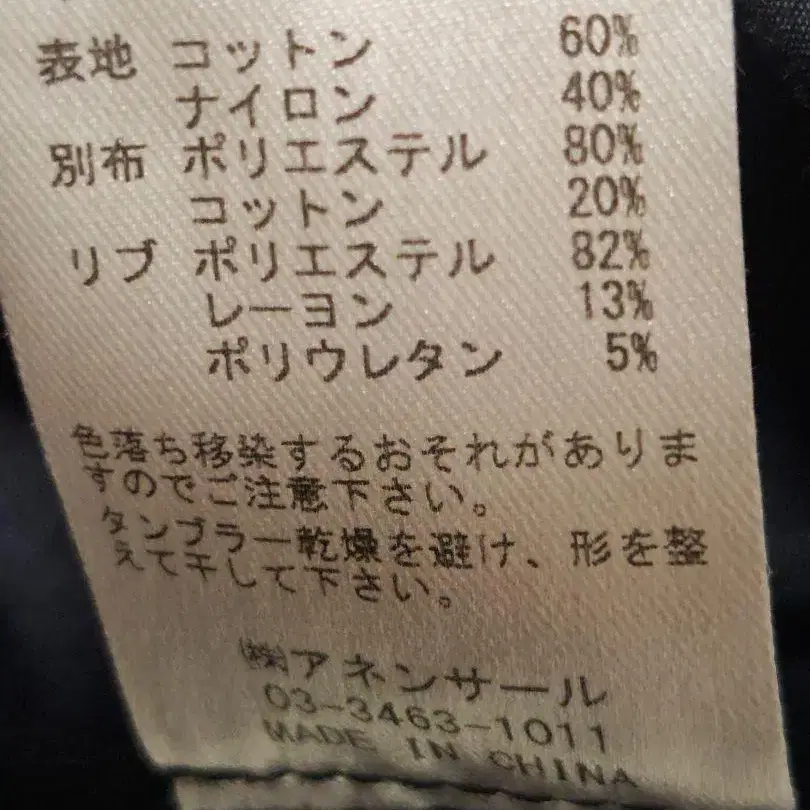 表地 コットン 60%
ナイロン 40%
別布 ポリエステル 80%
コットン 20%
リブ ポリエステル 82%
レーヨン 13%
ポリウレタン 5%
色落ち移染するおそれがありま
すのでご注意下さい。
タンブラー乾燥を避け、形を整
えて干して下さい。
㈱アネンサール
03-3463-1011
MADE IN CHINA